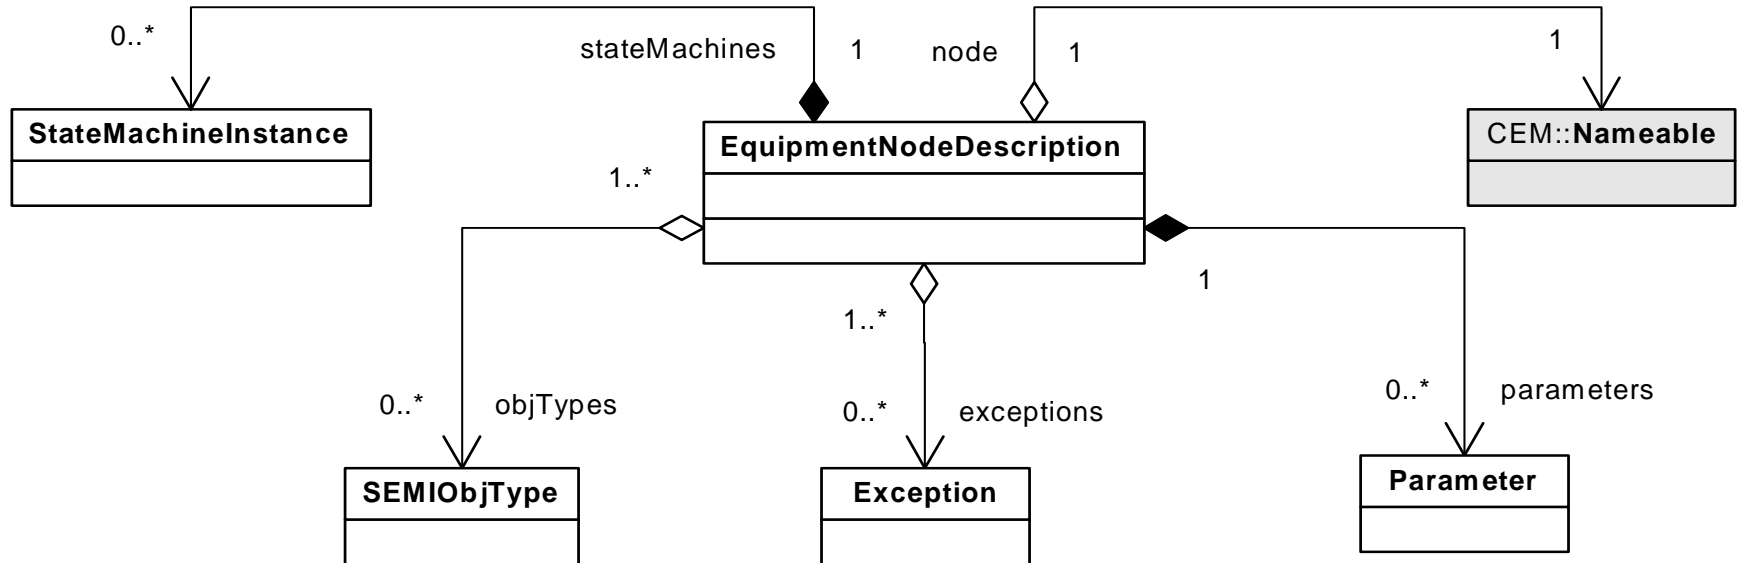 0..*
stateMachines
1
node
1
1
StateMachineInstance
EquipmentNodeDescription
CEM::Nameable
1..*
1
1..*
0..*
objTypes
0..*
exceptions
0..*
parameters
SEMIObjType
Exception
Parameter